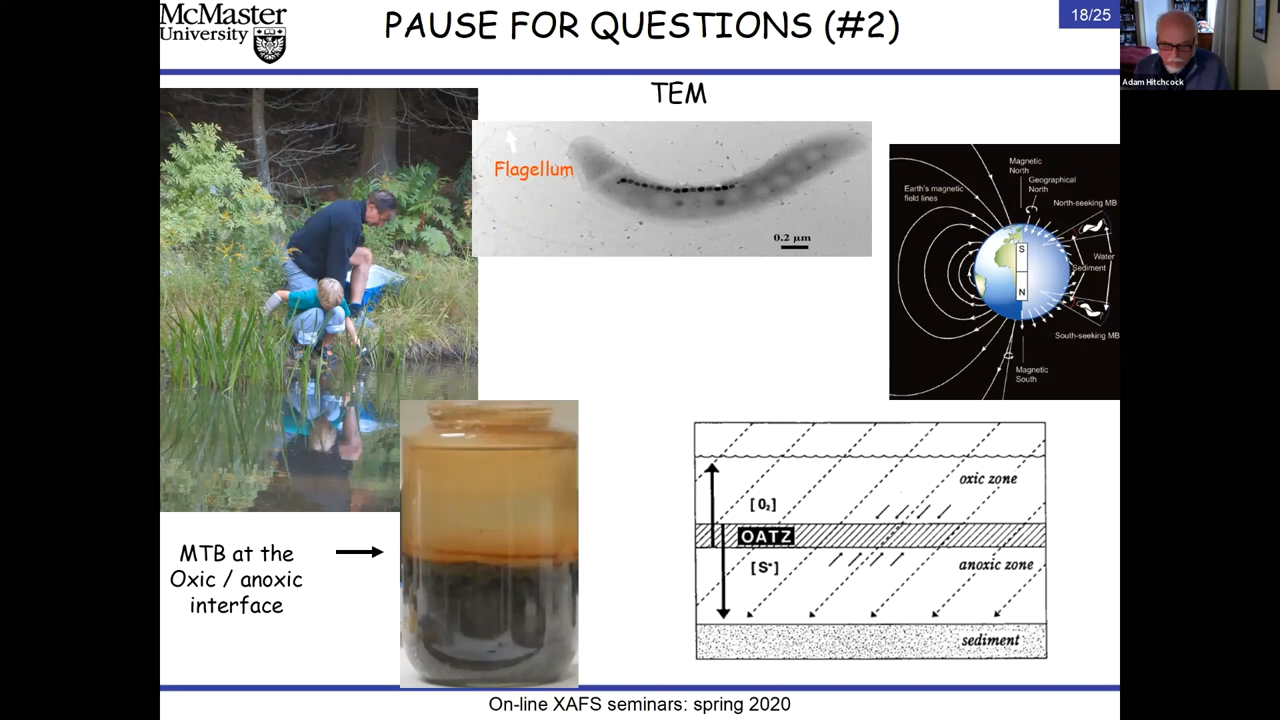 McMaster
University
PAUSE FOR QUESTIONS (#2)
18/25
Adam Hitchcock
TEM
Flagellum
0.2 μm
Magnetic
North
Geographical
North
Earth's magnetic
field lines
North-seeking MB
S
Water
Sediment
N
South-seeking MB
Magnetic
South
oxic zone
[O₂]
OATZ
[S⁼]
anoxic zone
sediment
MTB at the
Oxic / anoxic
interface
On-line XAFS seminars: spring 2020